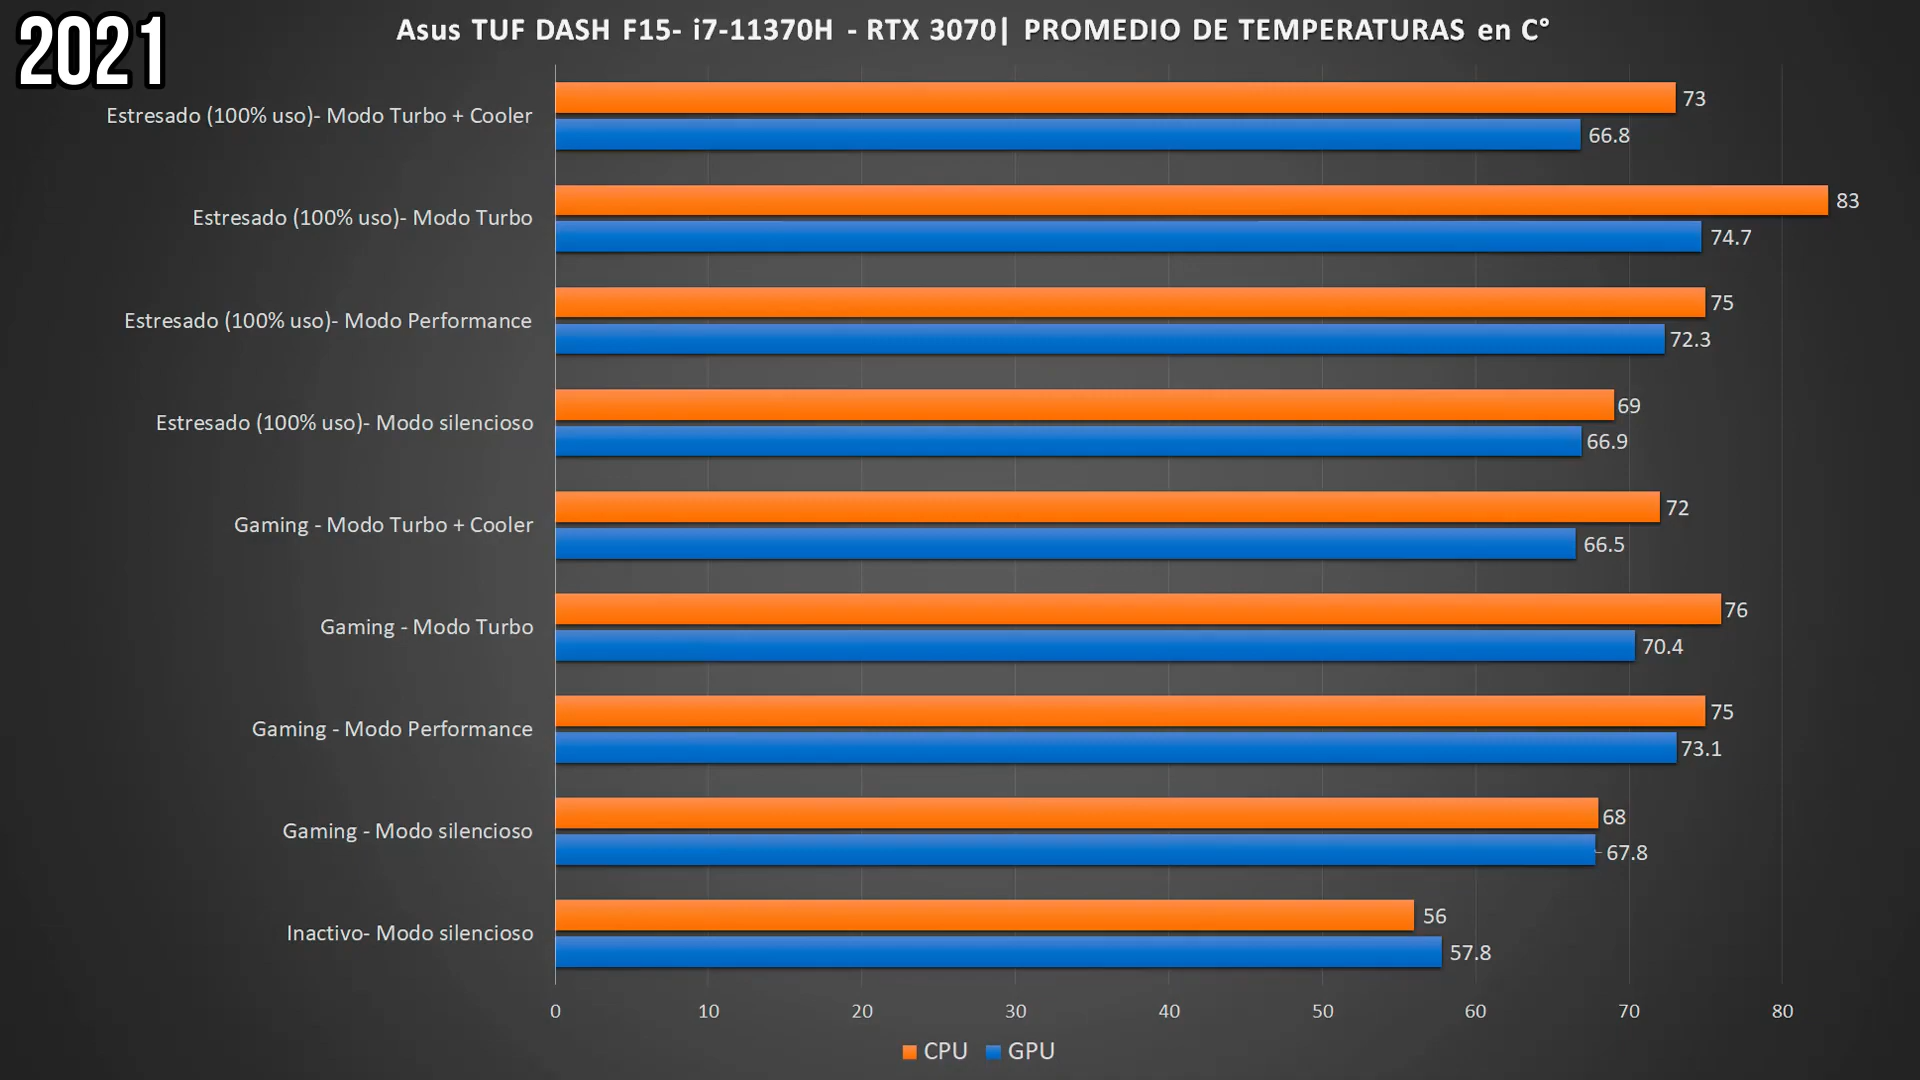 2021
Asus TUF DASH F15- i7-11370H - RTX 3070| PROMEDIO DE TEMPERATURAS en C°
Estresado (100% uso)- Modo Turbo + Cooler
73
66.8
Estresado (100% uso)- Modo Turbo
83
74.7
Estresado (100% uso)- Modo Performance
75
72.3
Estresado (100% uso)- Modo silencioso
69
66.9
Gaming - Modo Turbo + Cooler
72
66.5
Gaming - Modo Turbo
76
70.4
Gaming - Modo Performance
75
73.1
Gaming - Modo silencioso
68
67.8
Inactivo- Modo silencioso
56
57.8
0 10 20 30 40 50 60 70 80
CPU GPU